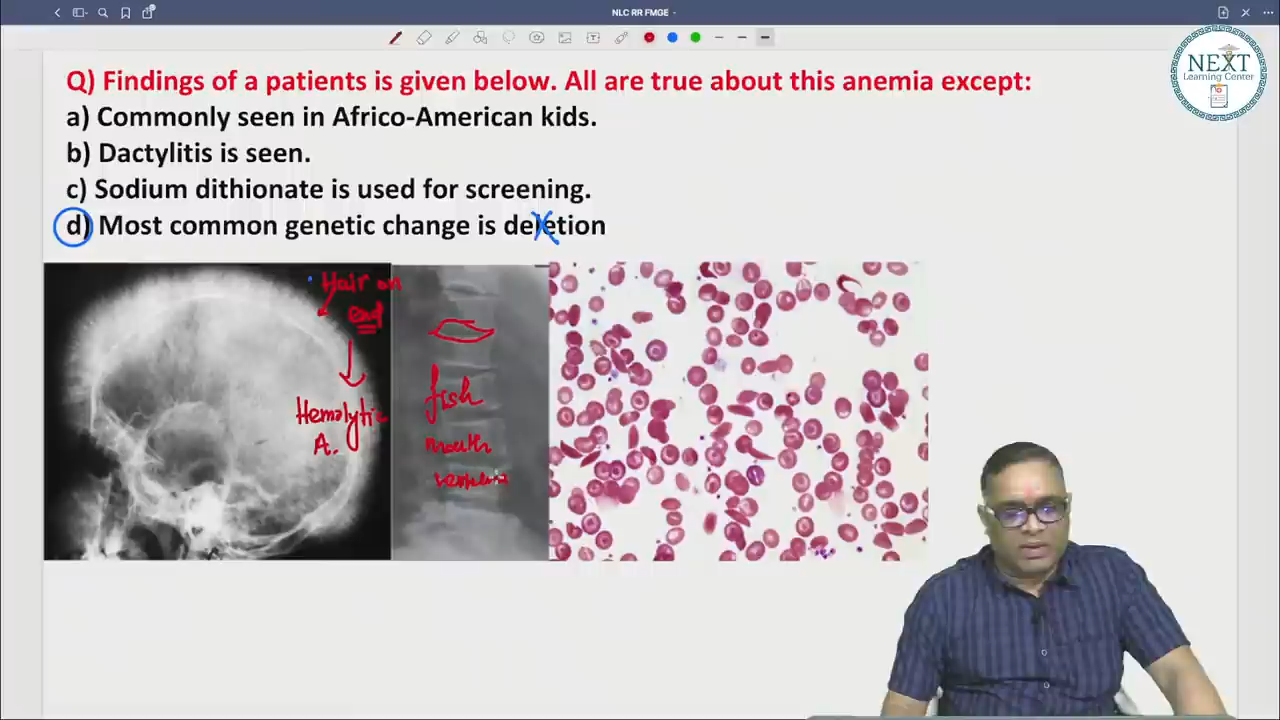 NLC RR FMGE
NEXT
Learning Center
Q) Findings of a patients is given below. All are true about this anemia except:
a) Commonly seen in Africo-American kids.
b) Dactylitis is seen.
c) Sodium dithionate is used for screening.
d) Most common genetic change is deletion
Hair on
end
Hemolytic
A.
fish
mouth